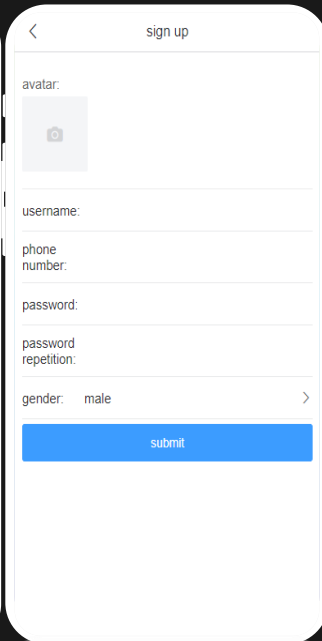 sign up
avatar:
username:
phone
number:
password:
password
repetition:
gender: male
submit